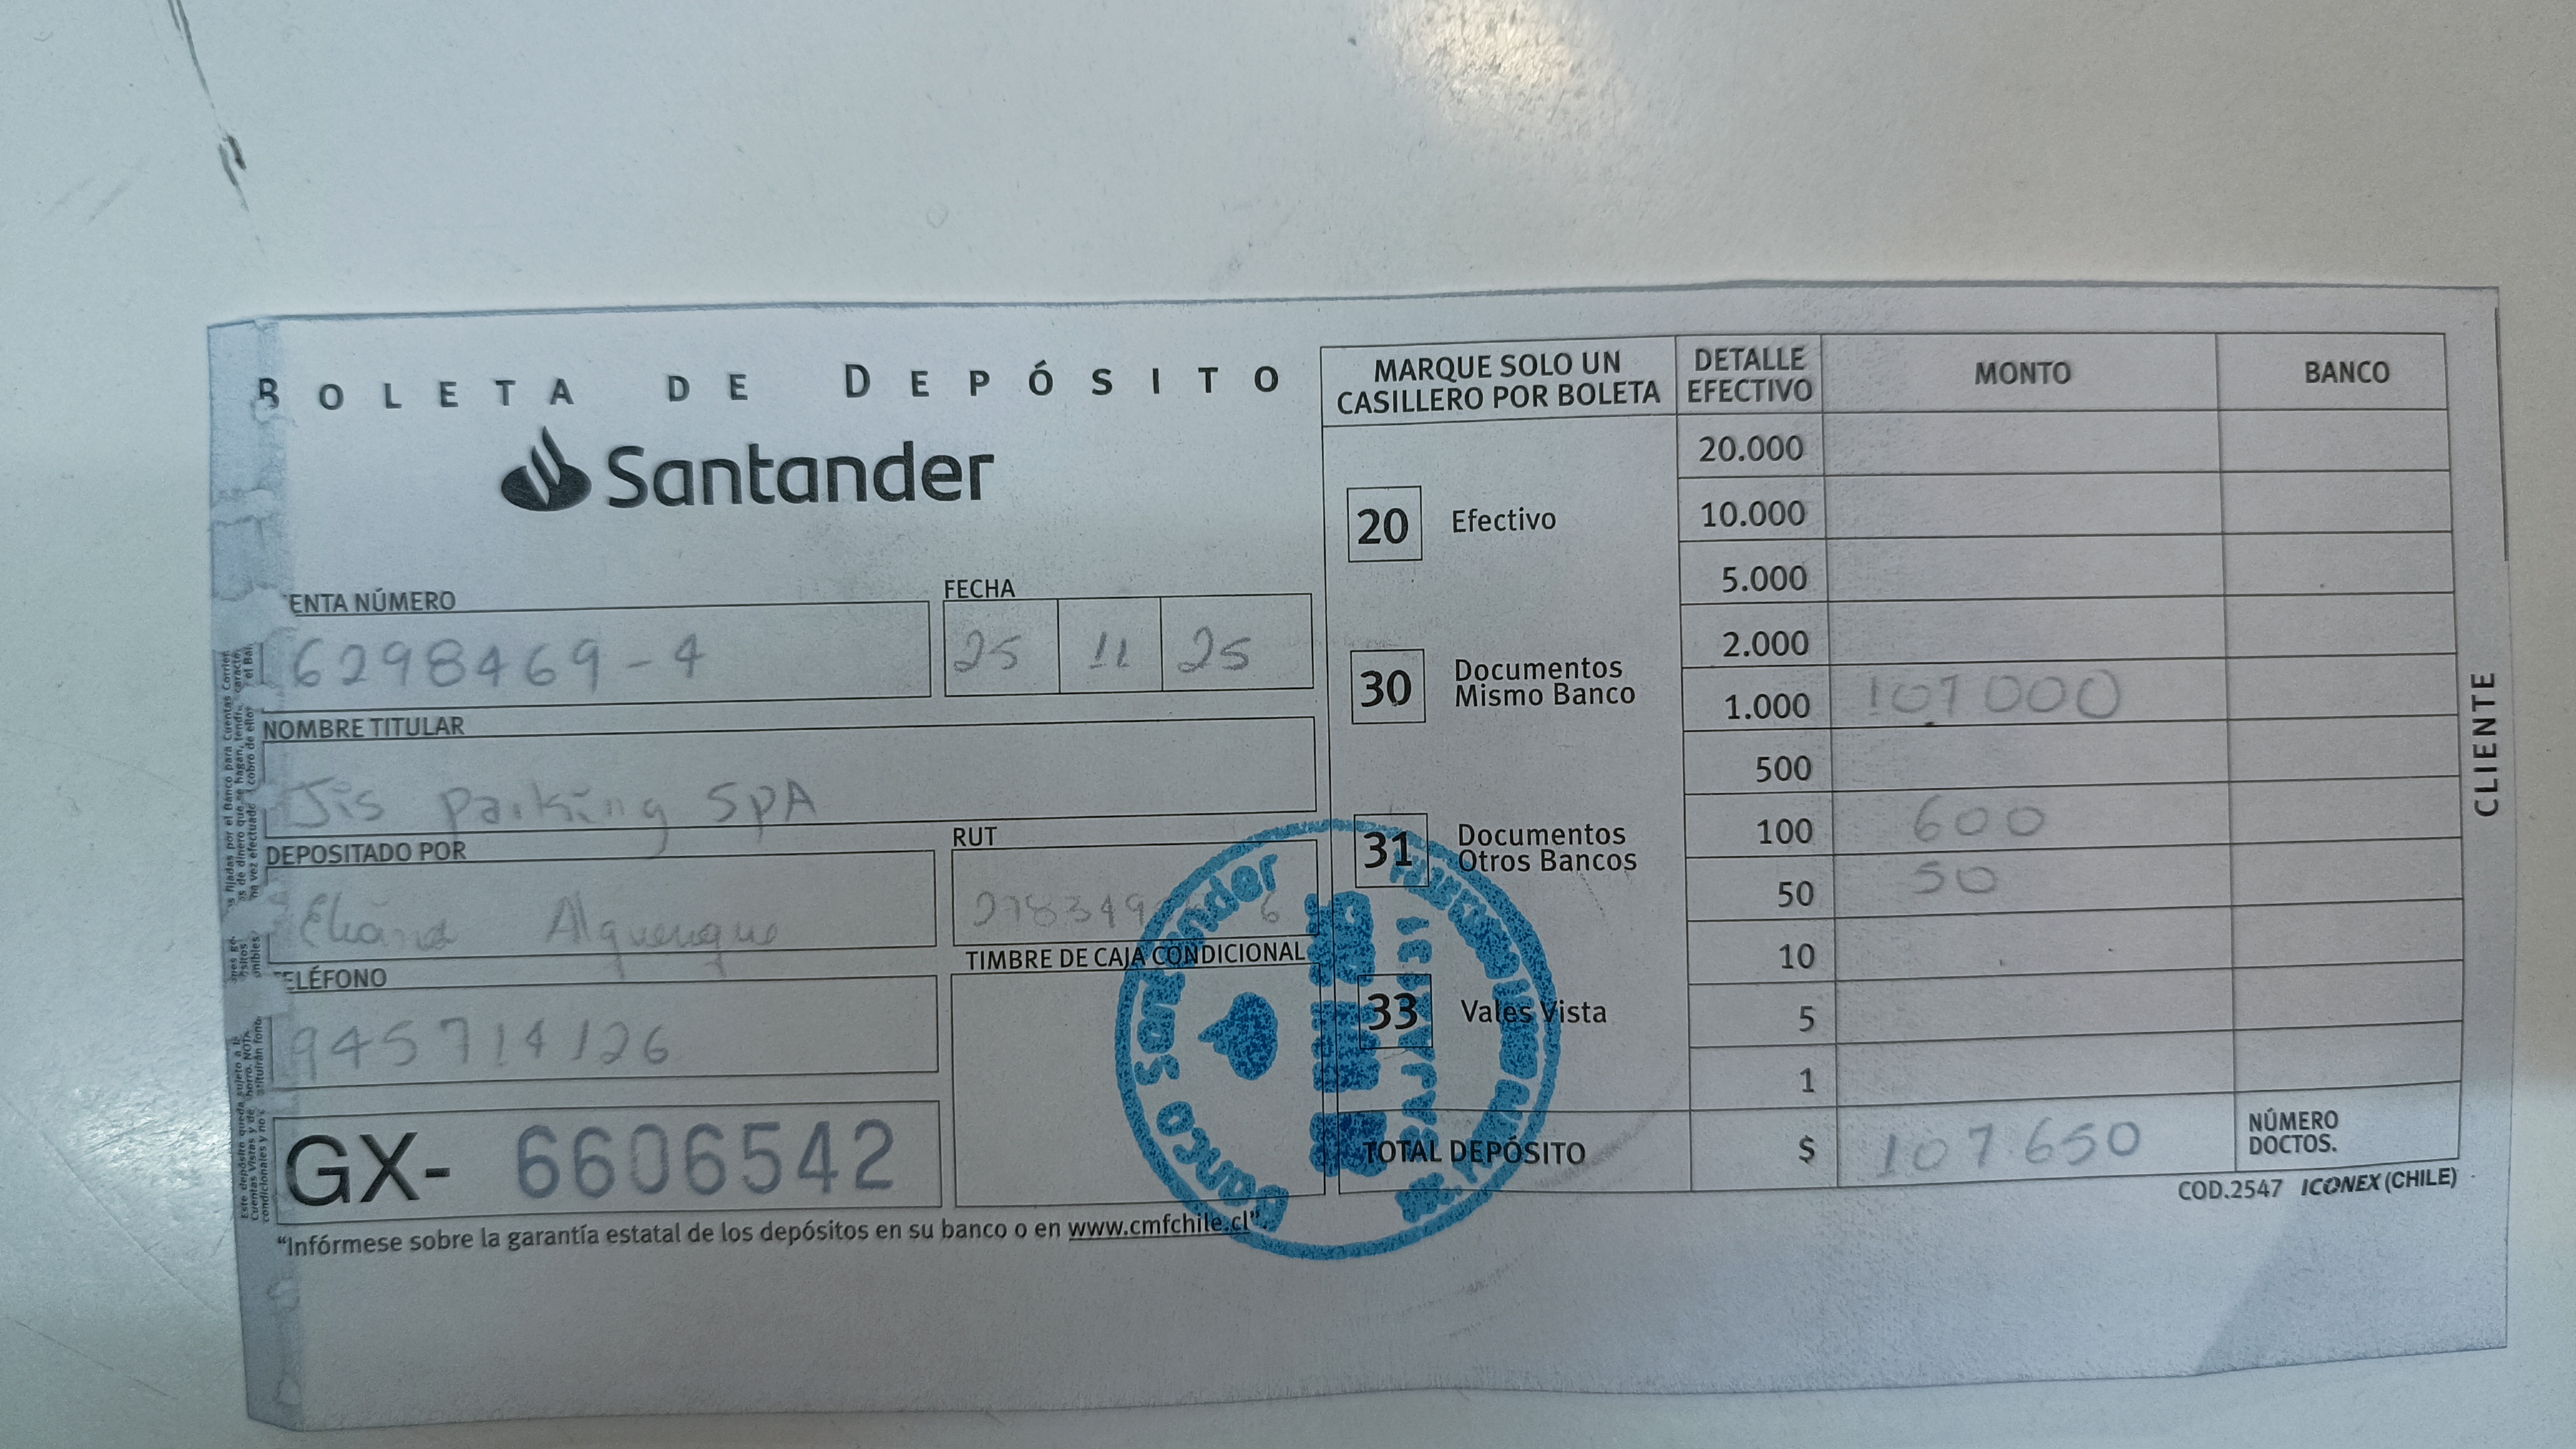 BOLETA DE DEPÓSITO
Santander
ENTA NÚMERO
6298469-4
FECHA
25 11 25
NOMBRE TITULAR
Jis parking SPA
DEPOSITADO POR
Eliana Alquerque
RUT
ELÉFONO
945714126
TIMBRE DE CAJA CONDICIONAL
GX- 6606542
"Infórmese sobre la garantía estatal de los depósitos en su banco o en www.cmfchile.cl".
MARQUE SOLO UN
CASILLERO POR BOLETA
20 Efectivo
30 Documentos
Mismo Banco
31 Documentos
Otros Bancos
33 Vales Vista
DETALLE
EFECTIVO
MONTO
BANCO
20.000
10.000
5.000
2.000
1.000 107000
500
100 600
50 50
10
5
1
TOTAL DEPÓSITO $ 107.650
NÚMERO
DOCTOS.
COD.2547 ICONEX (CHILE)
CLIENTE
Banco Santander